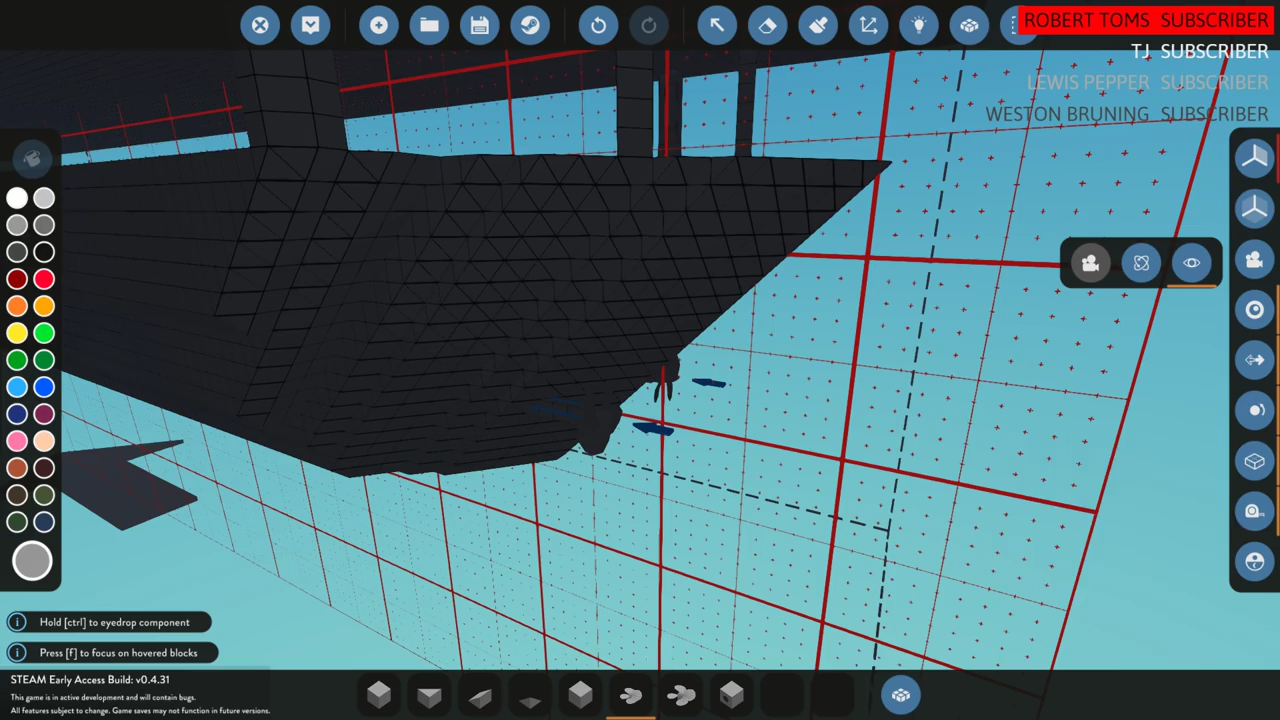 ROBERT TOMS SUBSCRIBER
TJ SUBSCRIBER
LEWIS PEPPER SUBSCRIBER
WESTON BRUNING SUBSCRIBER
Hold [ctrl] to eyedrop component
Press [f] to focus on hovered blocks
STEAM Early Access Build: v0.4.31
This game is in active development and will contain bugs.
All features subject to change. Game saves may not function in future versions.